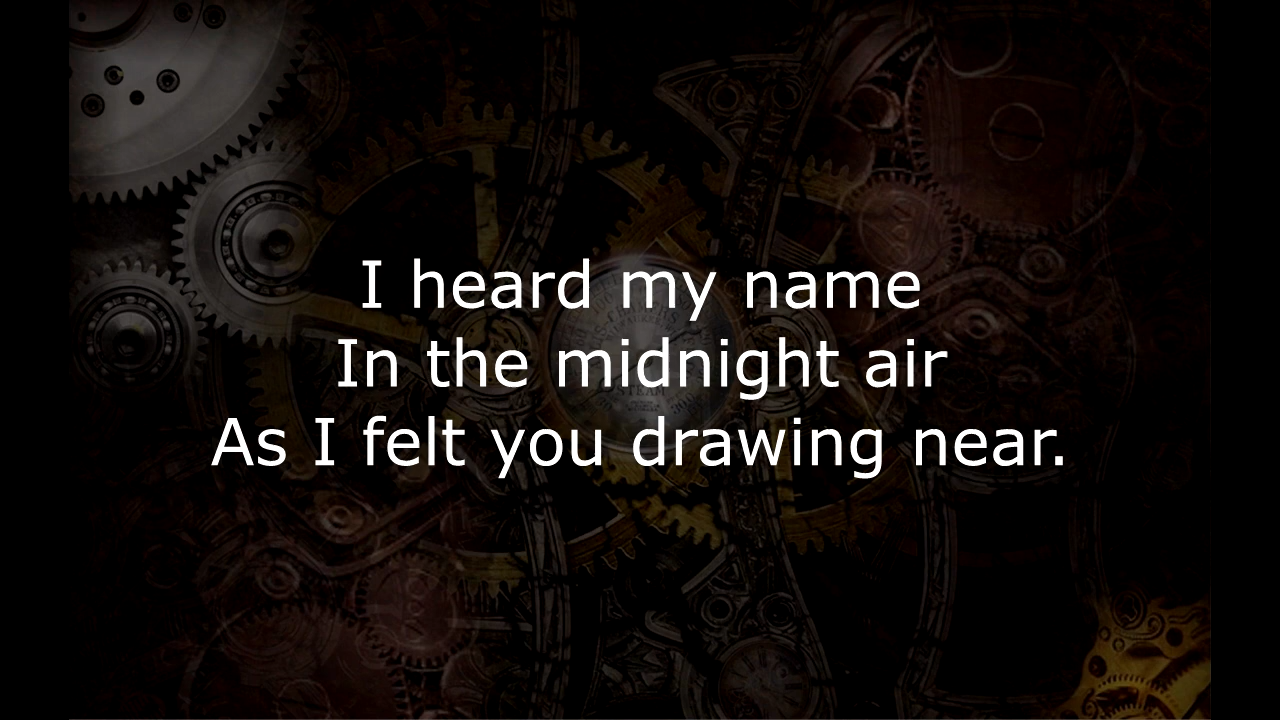 I heard my name
In the midnight air
As I felt you drawing near.